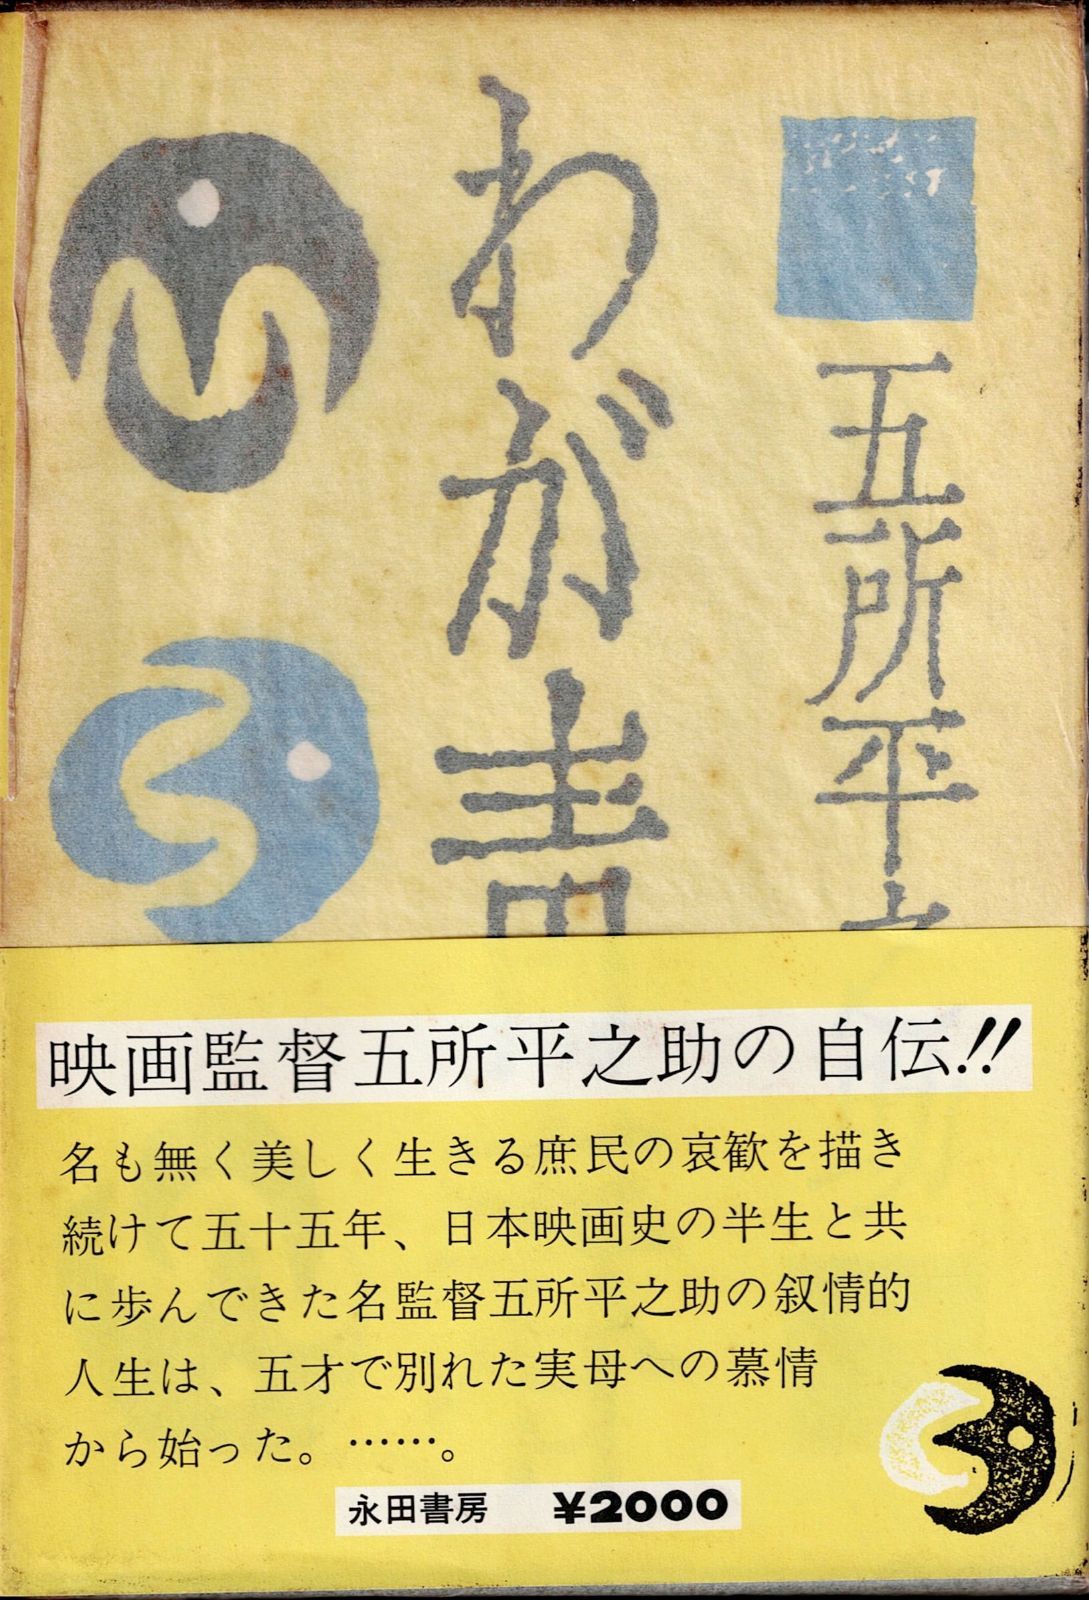 五所平之
わが青
映画監督五所平之助の自伝!!
名も無く美しく生きる庶民の哀歓を描き
続けて五十五年、日本映画史の半生と共
に歩んできた名監督五所平之助の叙情的
人生は、五才で別れた実母への慕情
から始った。……。
永田書房 ¥2000